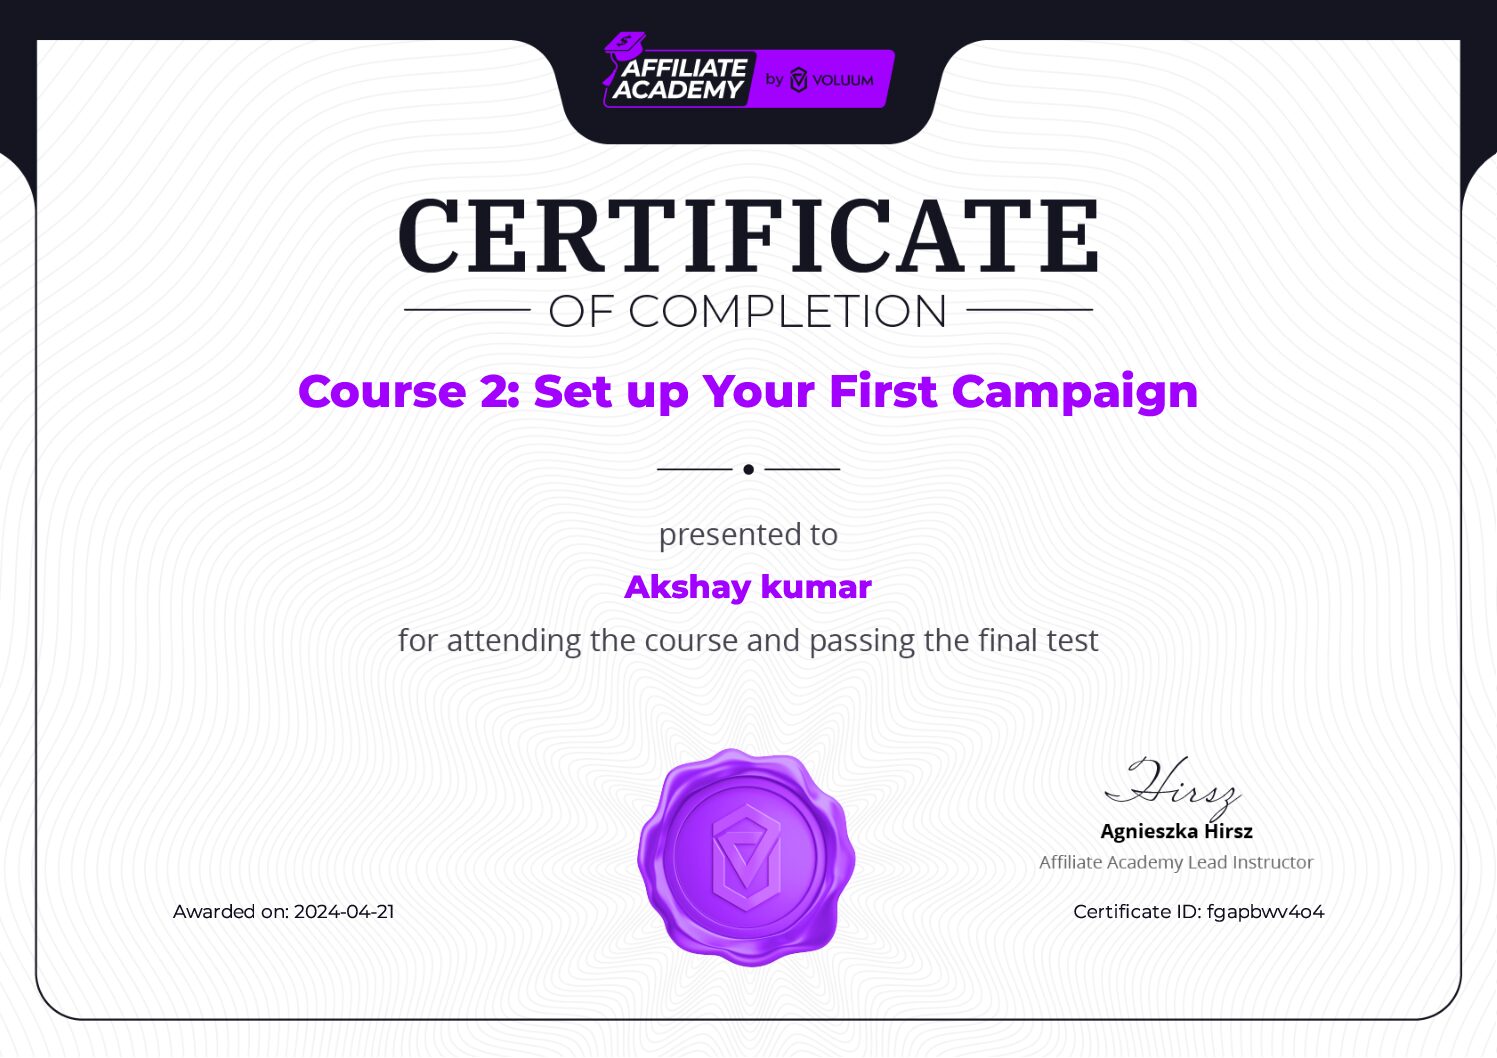 AFFILIATE
ACADEMY
by VOLUUM
CERTIFICATE
OF COMPLETION
Course 2: Set up Your First Campaign
presented to
Akshay kumar
for attending the course and passing the final test
Hirsz
Agnieszka Hirsz
Affiliate Academy Lead Instructor
Awarded on: 2024-04-21
Certificate ID: fgapbwv4o4